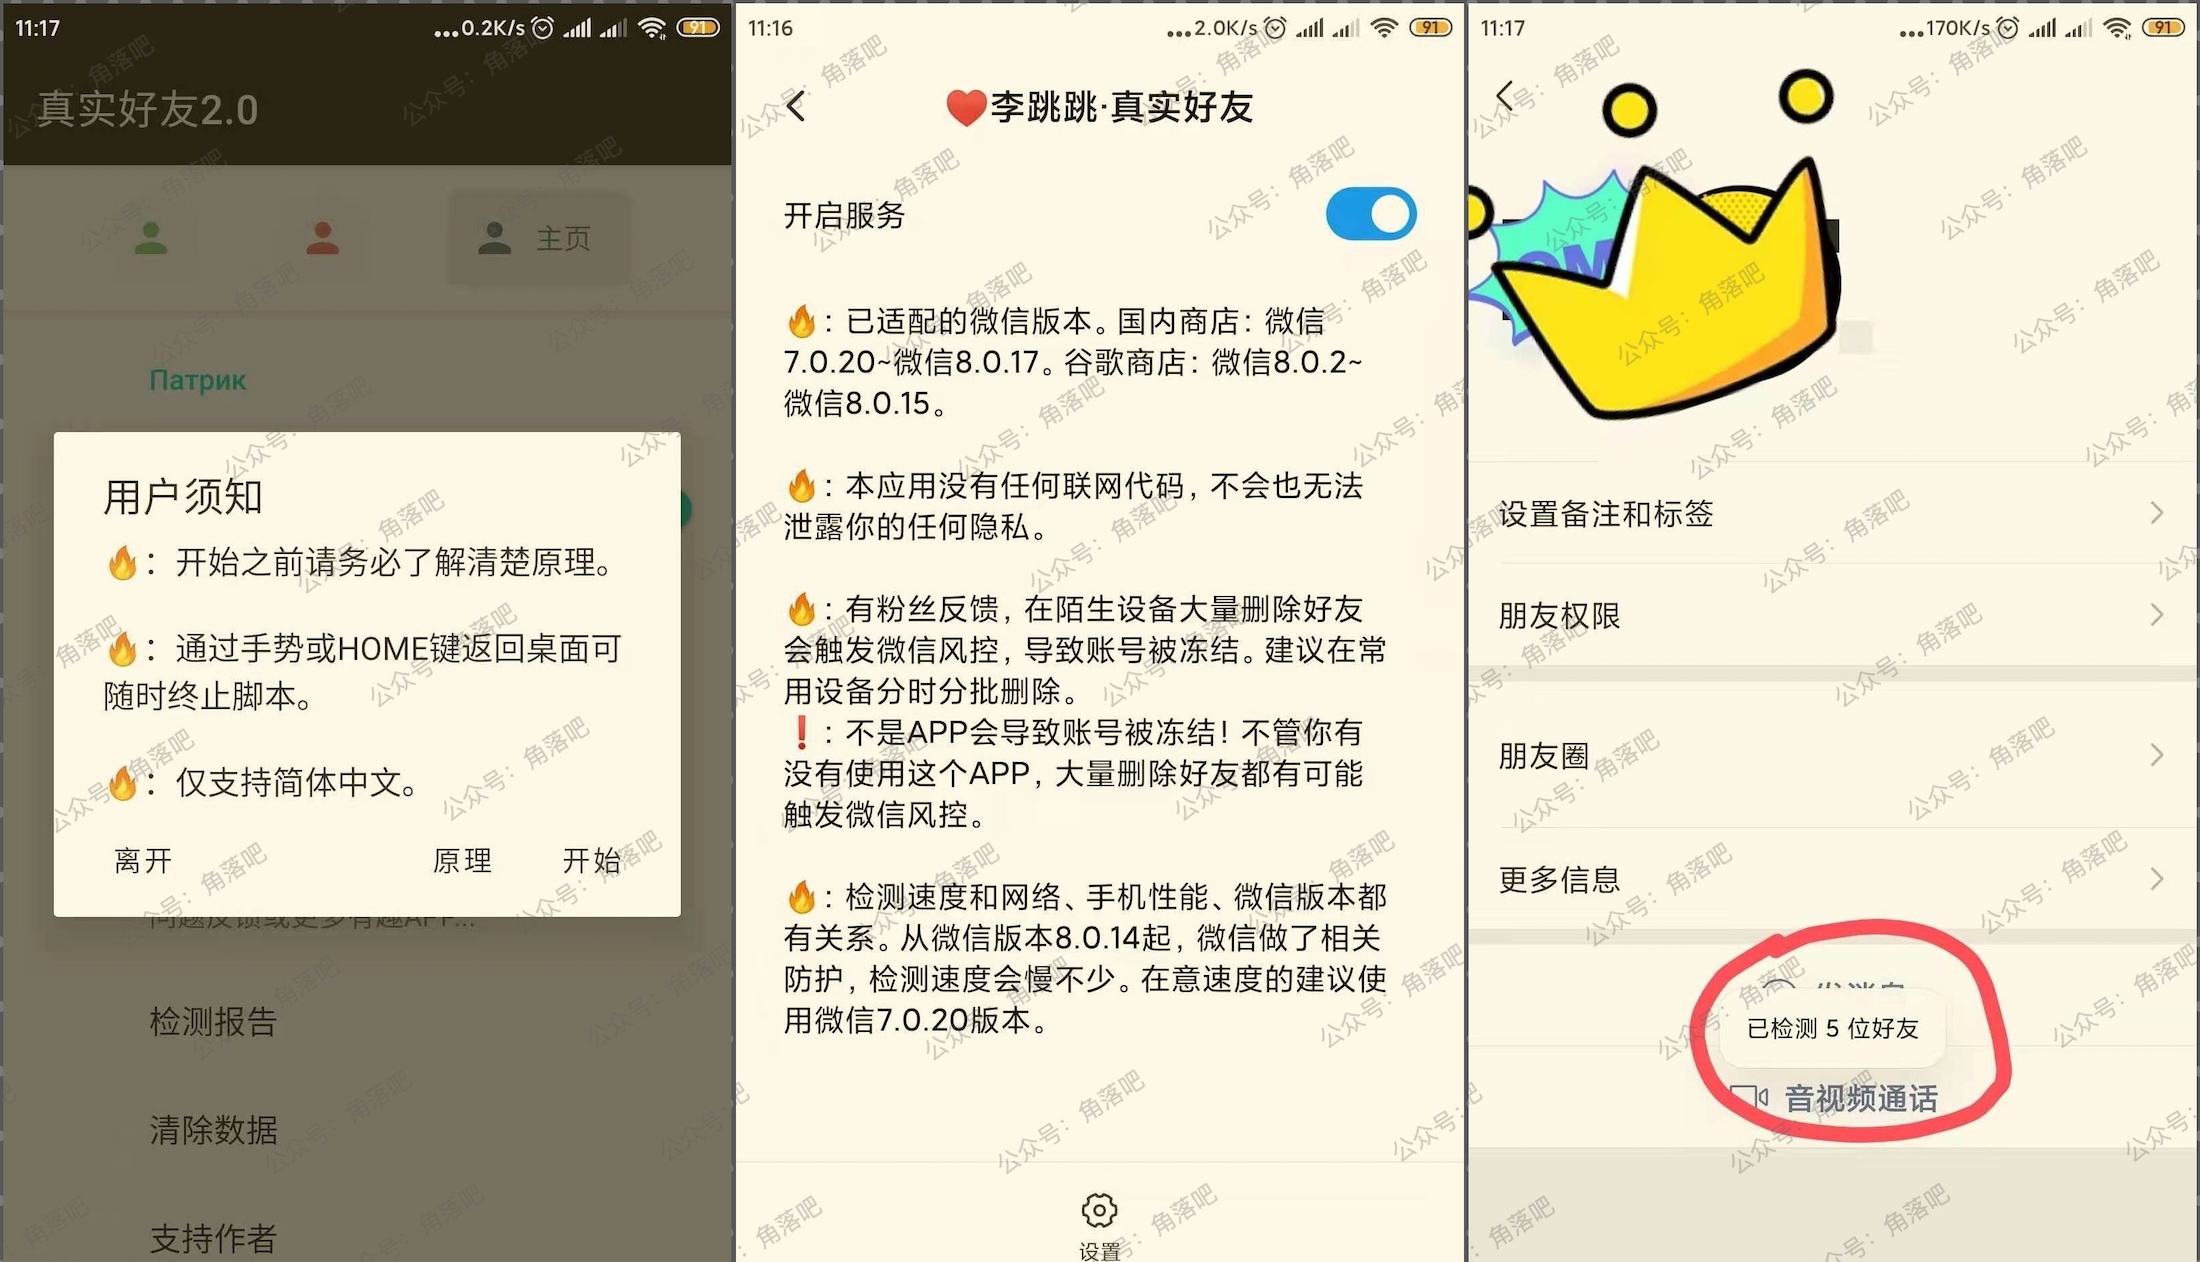 11:17
...0.2K/s
91
真实好友2.0
主页
Патрик
用户须知
🔥：开始之前请务必了解清楚原理。
🔥：通过手势或HOME键返回桌面可
随时终止脚本。
🔥：仅支持简体中文。
离开
原理
开始
问题反馈或更多有趣APP...
检测报告
清除数据
支持作者
11:16
...2.0K/s
91
❤️李跳跳·真实好友
开启服务
🔥：已适配的微信版本。国内商店：微信
7.0.20~微信8.0.17。谷歌商店：微信8.0.2~
微信8.0.15。
🔥：本应用没有任何联网代码，不会也无法
泄露你的任何隐私。
🔥：有粉丝反馈，在陌生设备大量删除好友
会触发微信风控，导致账号被冻结。建议在常
用设备分时分批删除。
❗：不是APP会导致账号被冻结！不管你有
没有使用这个APP，大量删除好友都有可能
触发微信风控。
🔥：检测速度和网络、手机性能、微信版本都
有关系。从微信版本8.0.14起，微信做了相关
防护，检测速度会慢不少。在意速度的建议使
用微信7.0.20版本。
设置
11:17
...170K/s
91
设置备注和标签
朋友权限
朋友圈
更多信息
发消息
已检测 5 位好友
音视频通话
公众号：角落吧